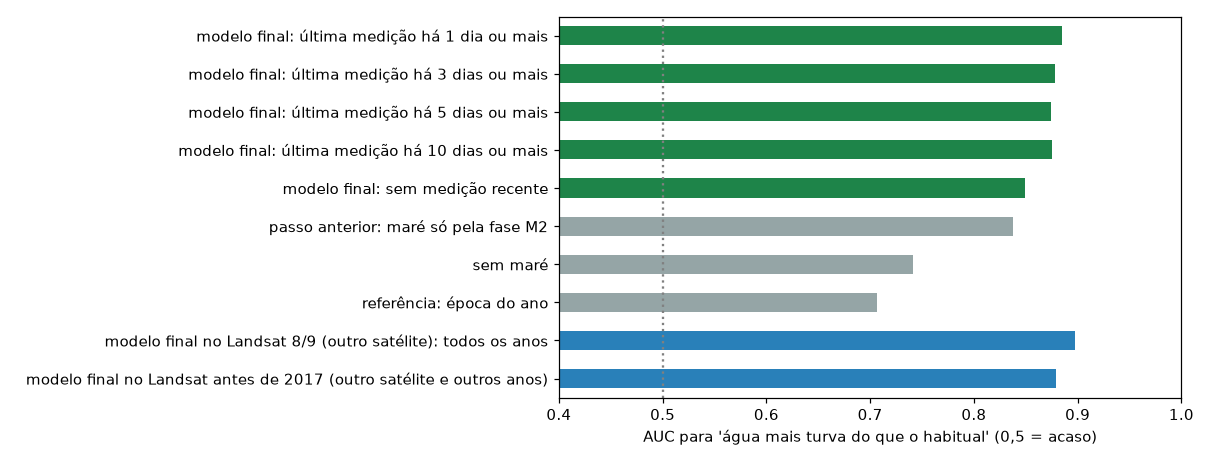 modelo final: última medição há 1 dia ou mais
modelo final: última medição há 3 dias ou mais
modelo final: última medição há 5 dias ou mais
modelo final: última medição há 10 dias ou mais
modelo final: sem medição recente
passo anterior: maré só pela fase M2
sem maré
referência: época do ano
modelo final no Landsat 8/9 (outro satélite): todos os anos
modelo final no Landsat antes de 2017 (outro satélite e outros anos)
0.4 0.5 0.6 0.7 0.8 0.9 1.0
AUC para 'água mais turva do que o habitual' (0,5 = acaso)